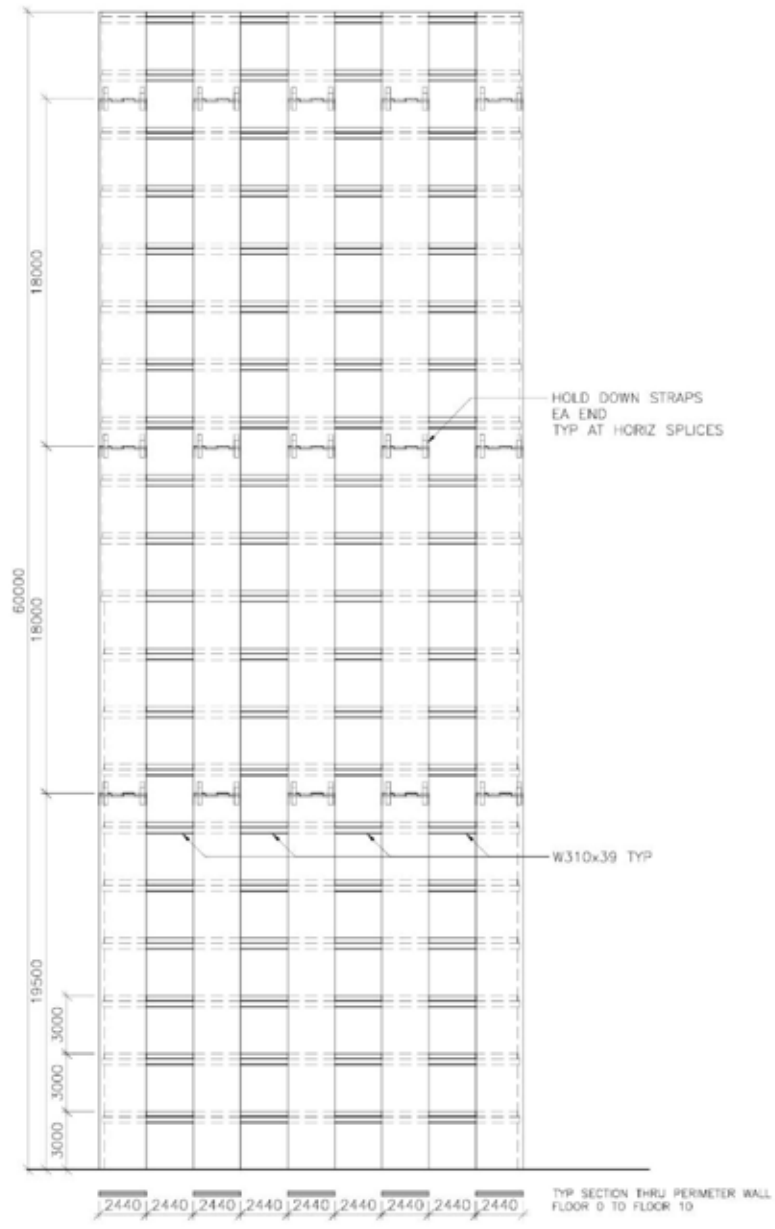 18000
HOLD DOWN STRAPS
EA END
TYP AT HORIZ SPLICES
60000
18000
W310x39 TYP
19500
3000
3000
3000
TYP SECTION THRU PERIMETER WALL
FLOOR 0 TO FLOOR 10
2440 2440 2440 2440 2440 2440 2440 2440 2440